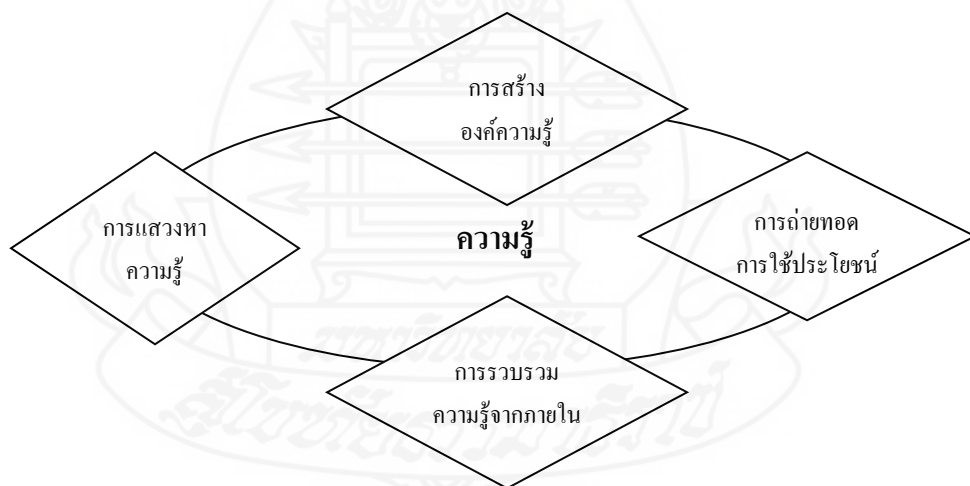 การสร้าง
องค์ความรู้
การแสวงหา
ความรู้
ความรู้
การถ่ายทอด
การใช้ประโยชน์
การรวบรวม
ความรู้จากภายใน